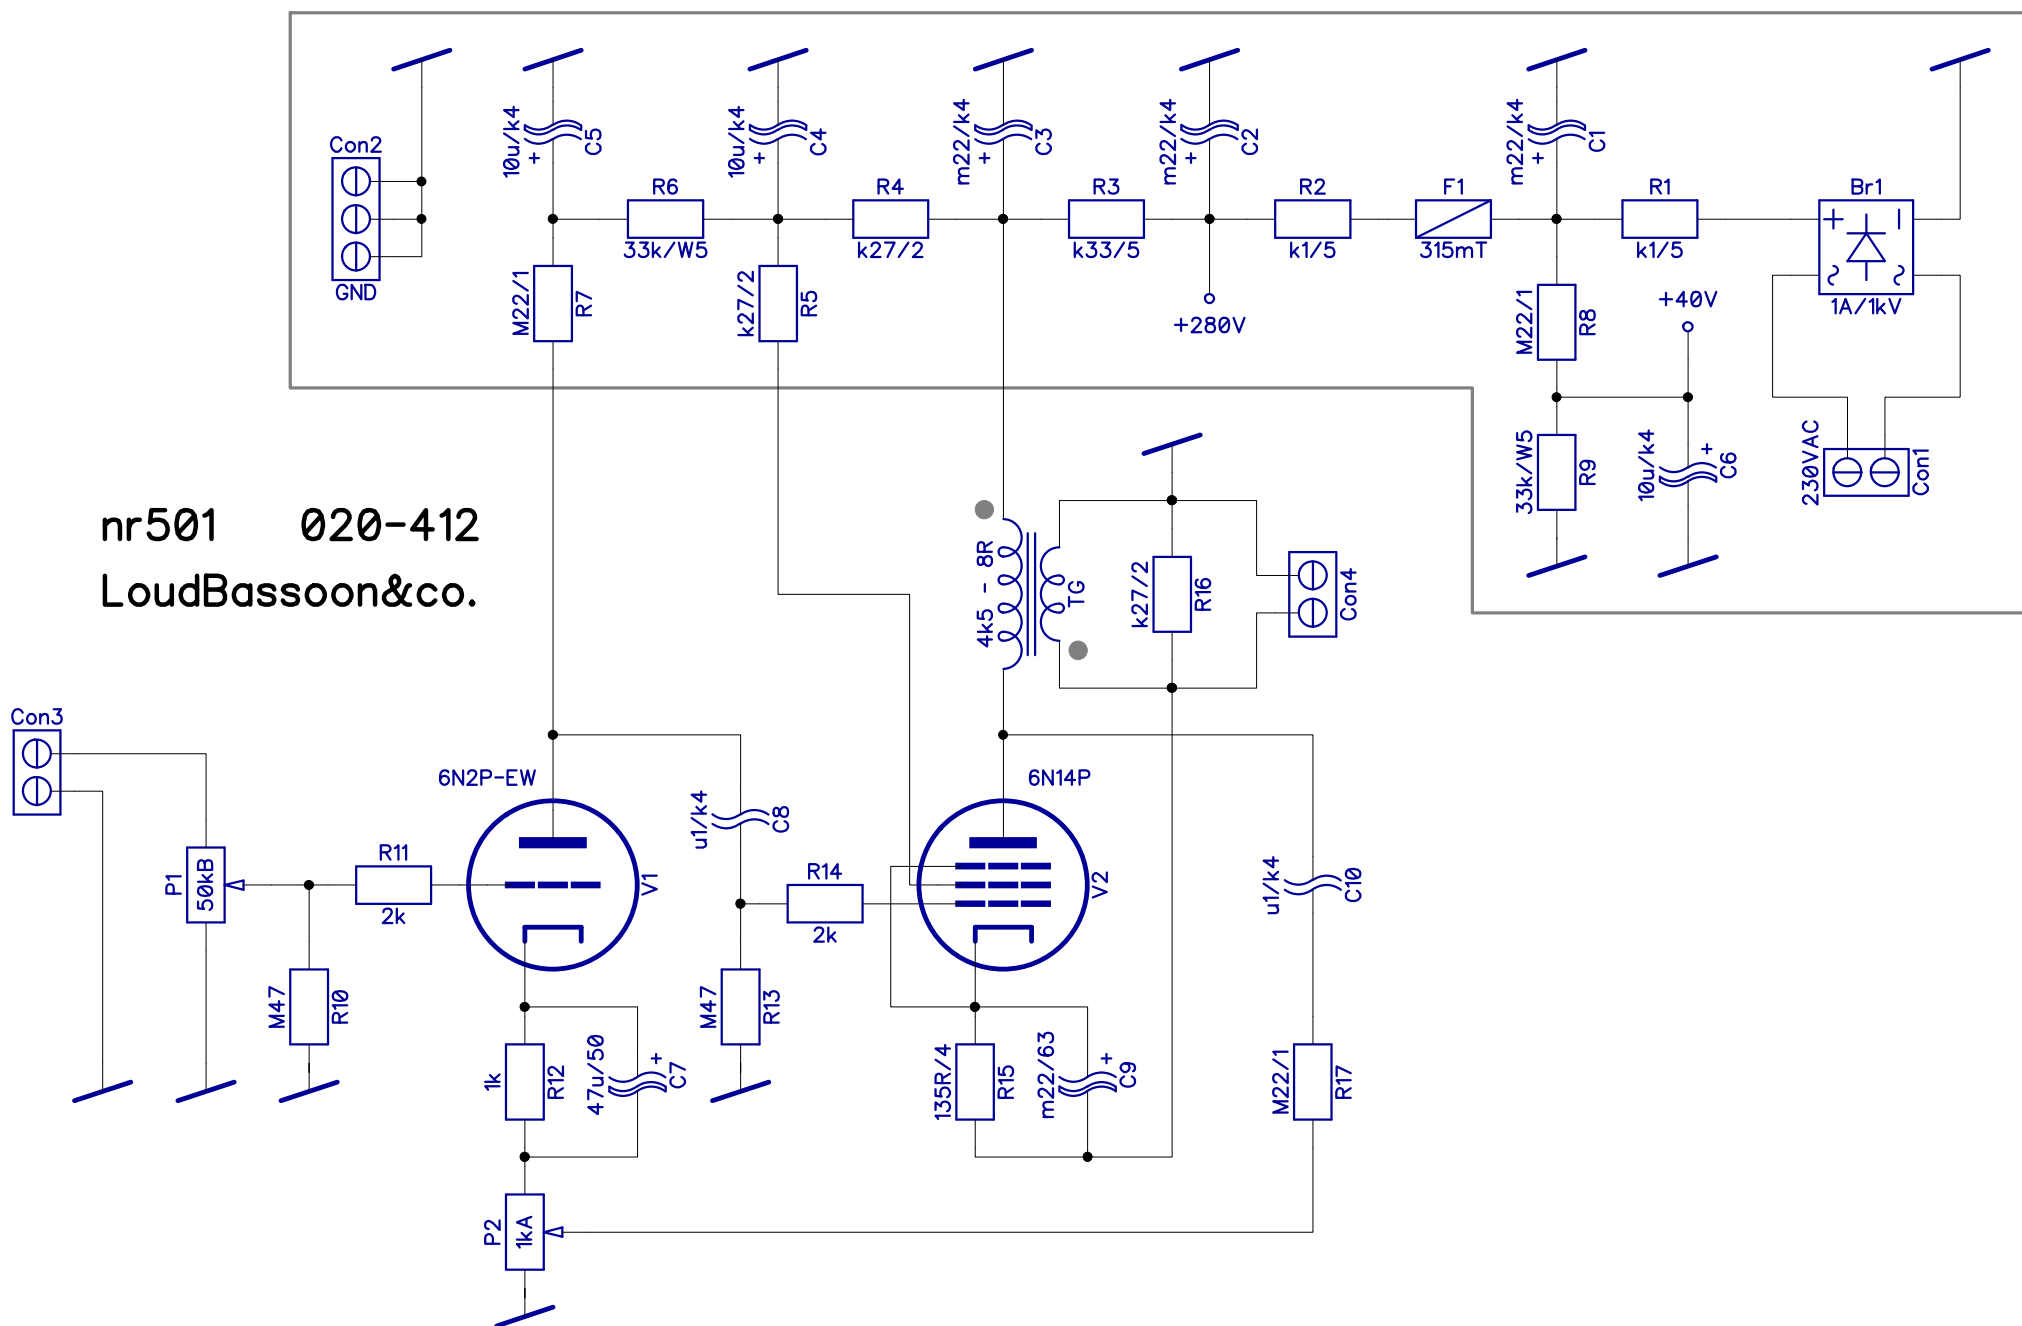 Con2
GND
10u/k4
+
C5
10u/k4
+
C4
m22/k4
+
C3
m22/k4
+
C2
m22/k4
+
C1
R6
33k/W5
R4
k27/2
R3
k33/5
R2
k1/5
F1
315mT
R1
k1/5
Br1
1A/1kV
M22/1
R7
k27/2
R5
+280V
M22/1
R8
+40V
33k/W5
R9
10u/k4
+
C6
230VAC
Con1
nr501 020-412
LoudBassoon&co.
4k5 - 8R
TG
k27/2
R16
Con4
Con3
P1
50kB
R11
2k
M47
R10
6N2P-EW
V1
u1/k4
C8
R14
2k
M47
R13
6N14P
V2
u1/k4
C10
1k
R12
47u/50
+
C7
135R/4
R15
m22/63
+
C9
M22/1
R17
P2
1kA